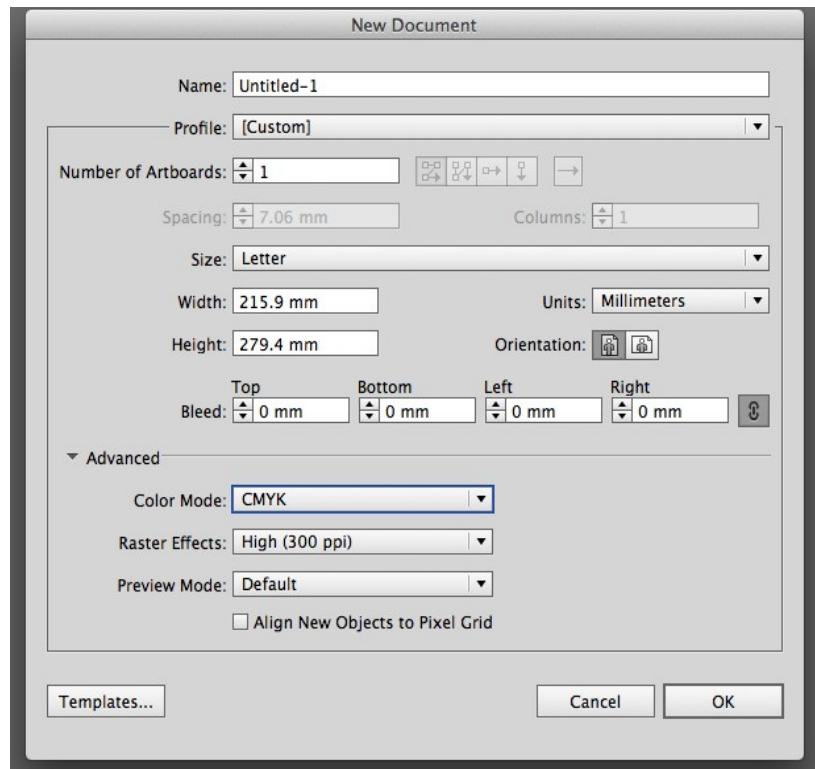 New Document
Name: Untitled-1
Profile: [Custom]
Number of Artboards: 1
Spacing: 7.06 mm Columns: 1
Size: Letter
Width: 215.9 mm Units: Millimeters
Height: 279.4 mm Orientation:
Top Bottom Left Right
Bleed: 0 mm 0 mm 0 mm 0 mm
Advanced
Color Mode: CMYK
Raster Effects: High (300 ppi)
Preview Mode: Default
Align New Objects to Pixel Grid
Templates... Cancel OK